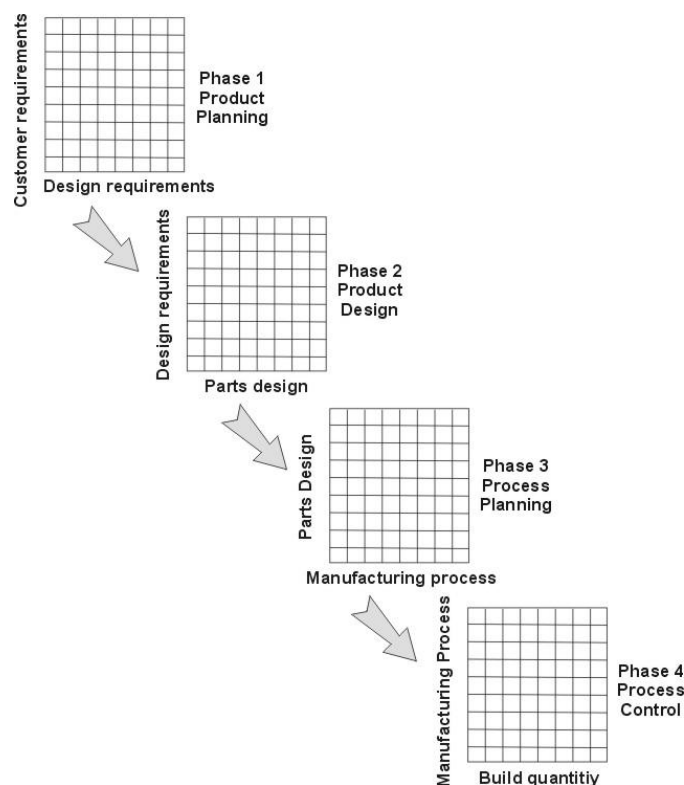 Customer requirements
Phase 1
Product
Planning
Design requirements
Design requirements
Phase 2
Product
Design
Parts design
Parts Design
Phase 3
Process
Planning
Manufacturing process
Manufacturing Process
Phase 4
Process
Control
Build quantitiy